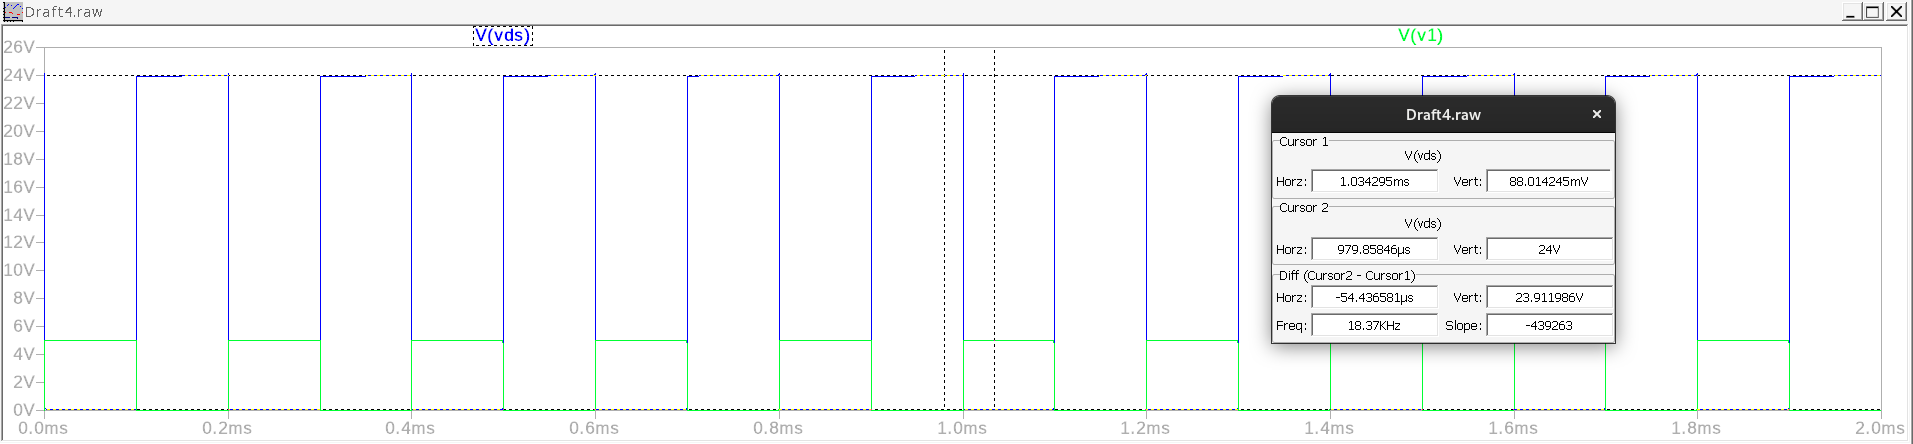 Draft4.raw
V(vds) V(v1)
26V
24V
22V
20V
18V
16V
14V
12V
10V
8V
6V
4V
2V
0V
0.0ms 0.2ms 0.4ms 0.6ms 0.8ms 1.0ms 1.2ms 1.4ms 1.6ms 1.8ms 2.0ms
Draft4.raw
Cursor 1
V(vds)
Horz: 1.034295ms Vert: 88.014245mV
Cursor 2
V(vds)
Horz: 979.85846µs Vert: 24V
Diff (Cursor2 - Cursor1)
Horz: -54.436581µs Vert: 23.911986V
Freq: 18.37KHz Slope: -439263